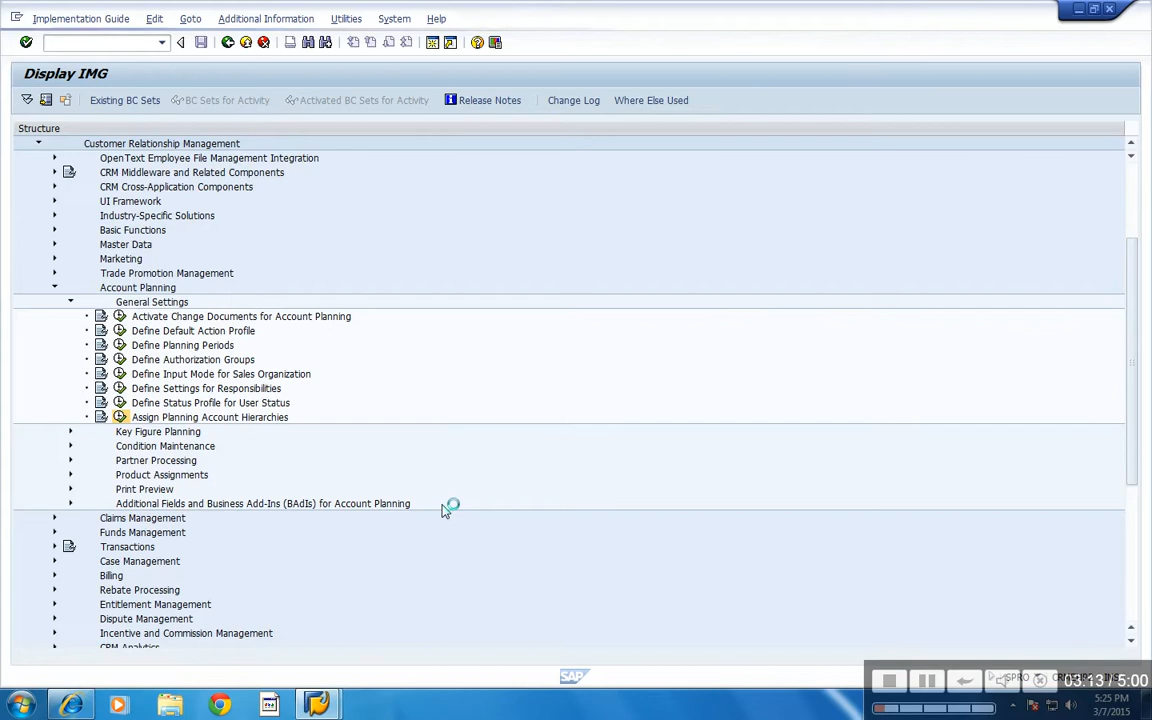 Implementation Guide Edit Goto Additional Information Utilities System Help
Display IMG
Existing BC Sets BC Sets for Activity Activated BC Sets for Activity Release Notes Change Log Where Else Used
Structure
Customer Relationship Management
OpenText Employee File Management Integration
CRM Middleware and Related Components
CRM Cross-Application Components
UI Framework
Industry-Specific Solutions
Basic Functions
Master Data
Marketing
Trade Promotion Management
Account Planning
General Settings
Activate Change Documents for Account Planning
Define Default Action Profile
Define Planning Periods
Define Authorization Groups
Define Input Mode for Sales Organization
Define Settings for Responsibilities
Define Status Profile for User Status
Assign Planning Account Hierarchies
Key Figure Planning
Condition Maintenance
Partner Processing
Product Assignments
Print Preview
Additional Fields and Business Add-Ins (BAdIs) for Account Planning
Claims Management
Funds Management
Transactions
Case Management
Billing
Rebate Processing
Entitlement Management
Dispute Management
Incentive and Commission Management
CRM Analytics
SAP
SPRO
03:13 / 5:00
5:25 PM
3/7/2015